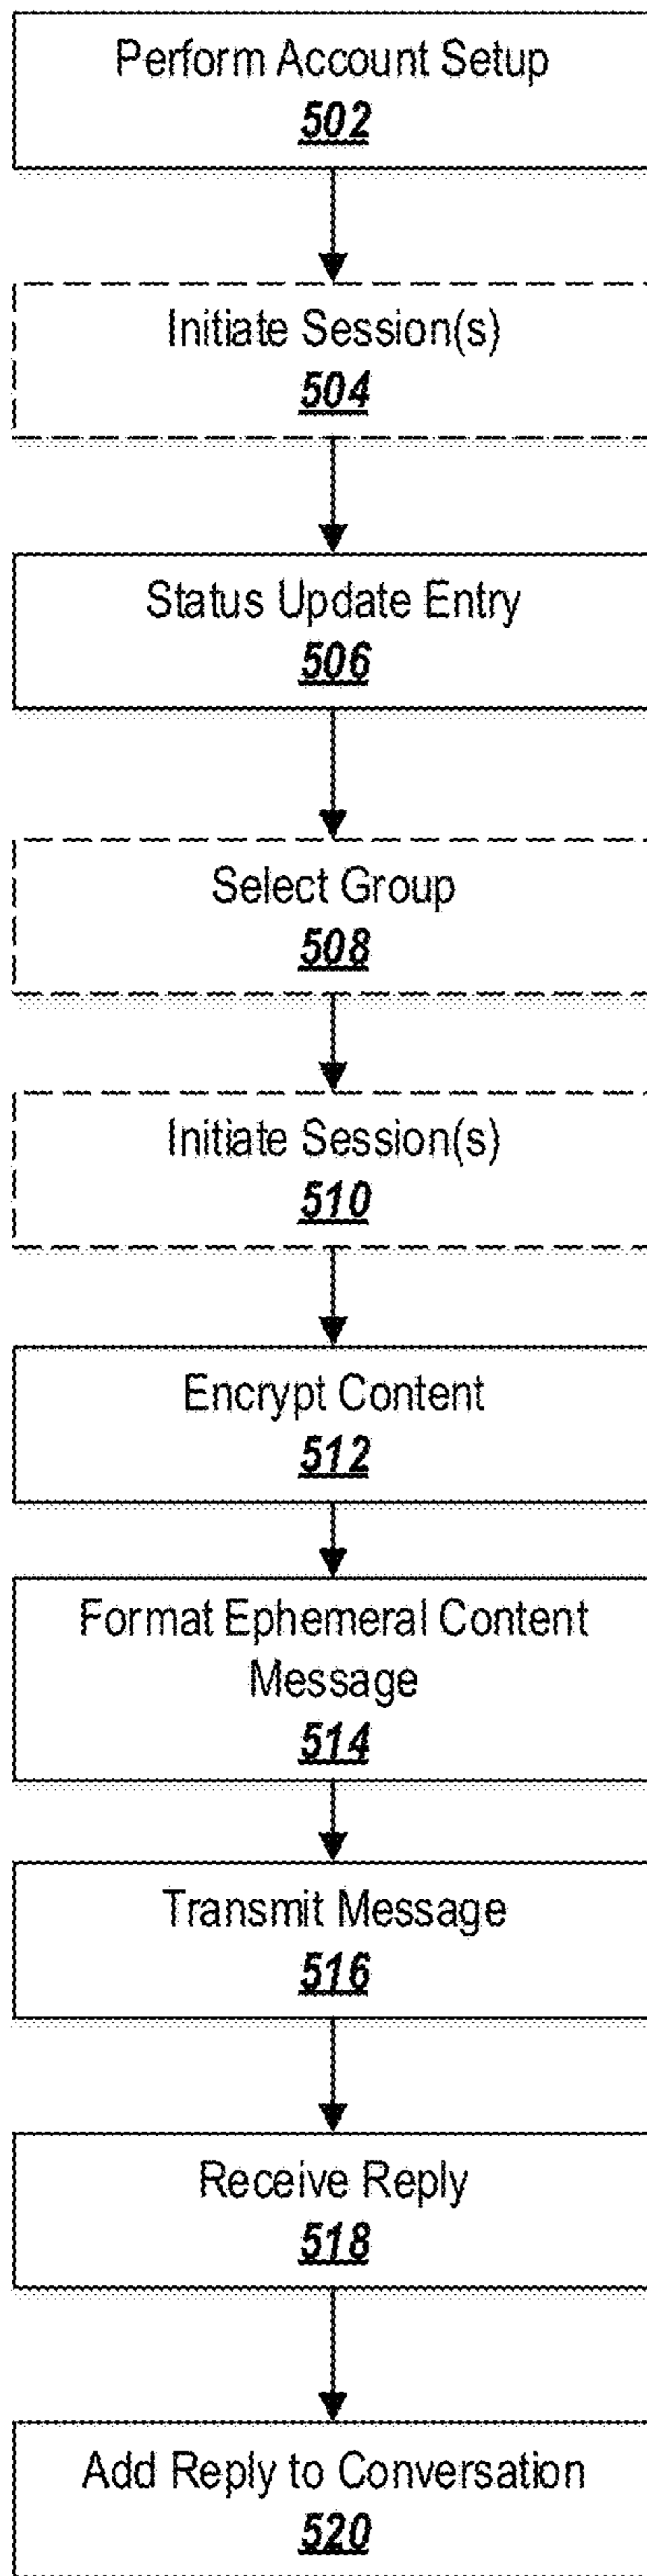 Perform Account Setup
502
Initiate Session(s)
504
Status Update Entry
506
Select Group
508
Initiate Session(s)
510
Encrypt Content
512
Format Ephemeral Content
Message
514
Transmit Message
516
Receive Reply
518
Add Reply to Conversation
520